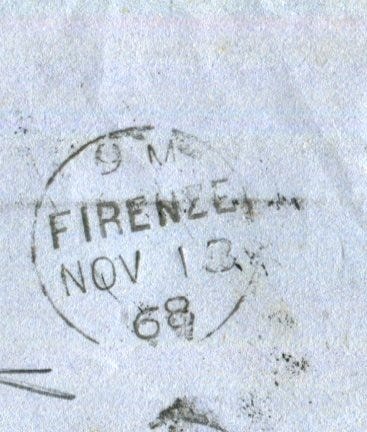 9 M
FIRENZE
NOV 13
68